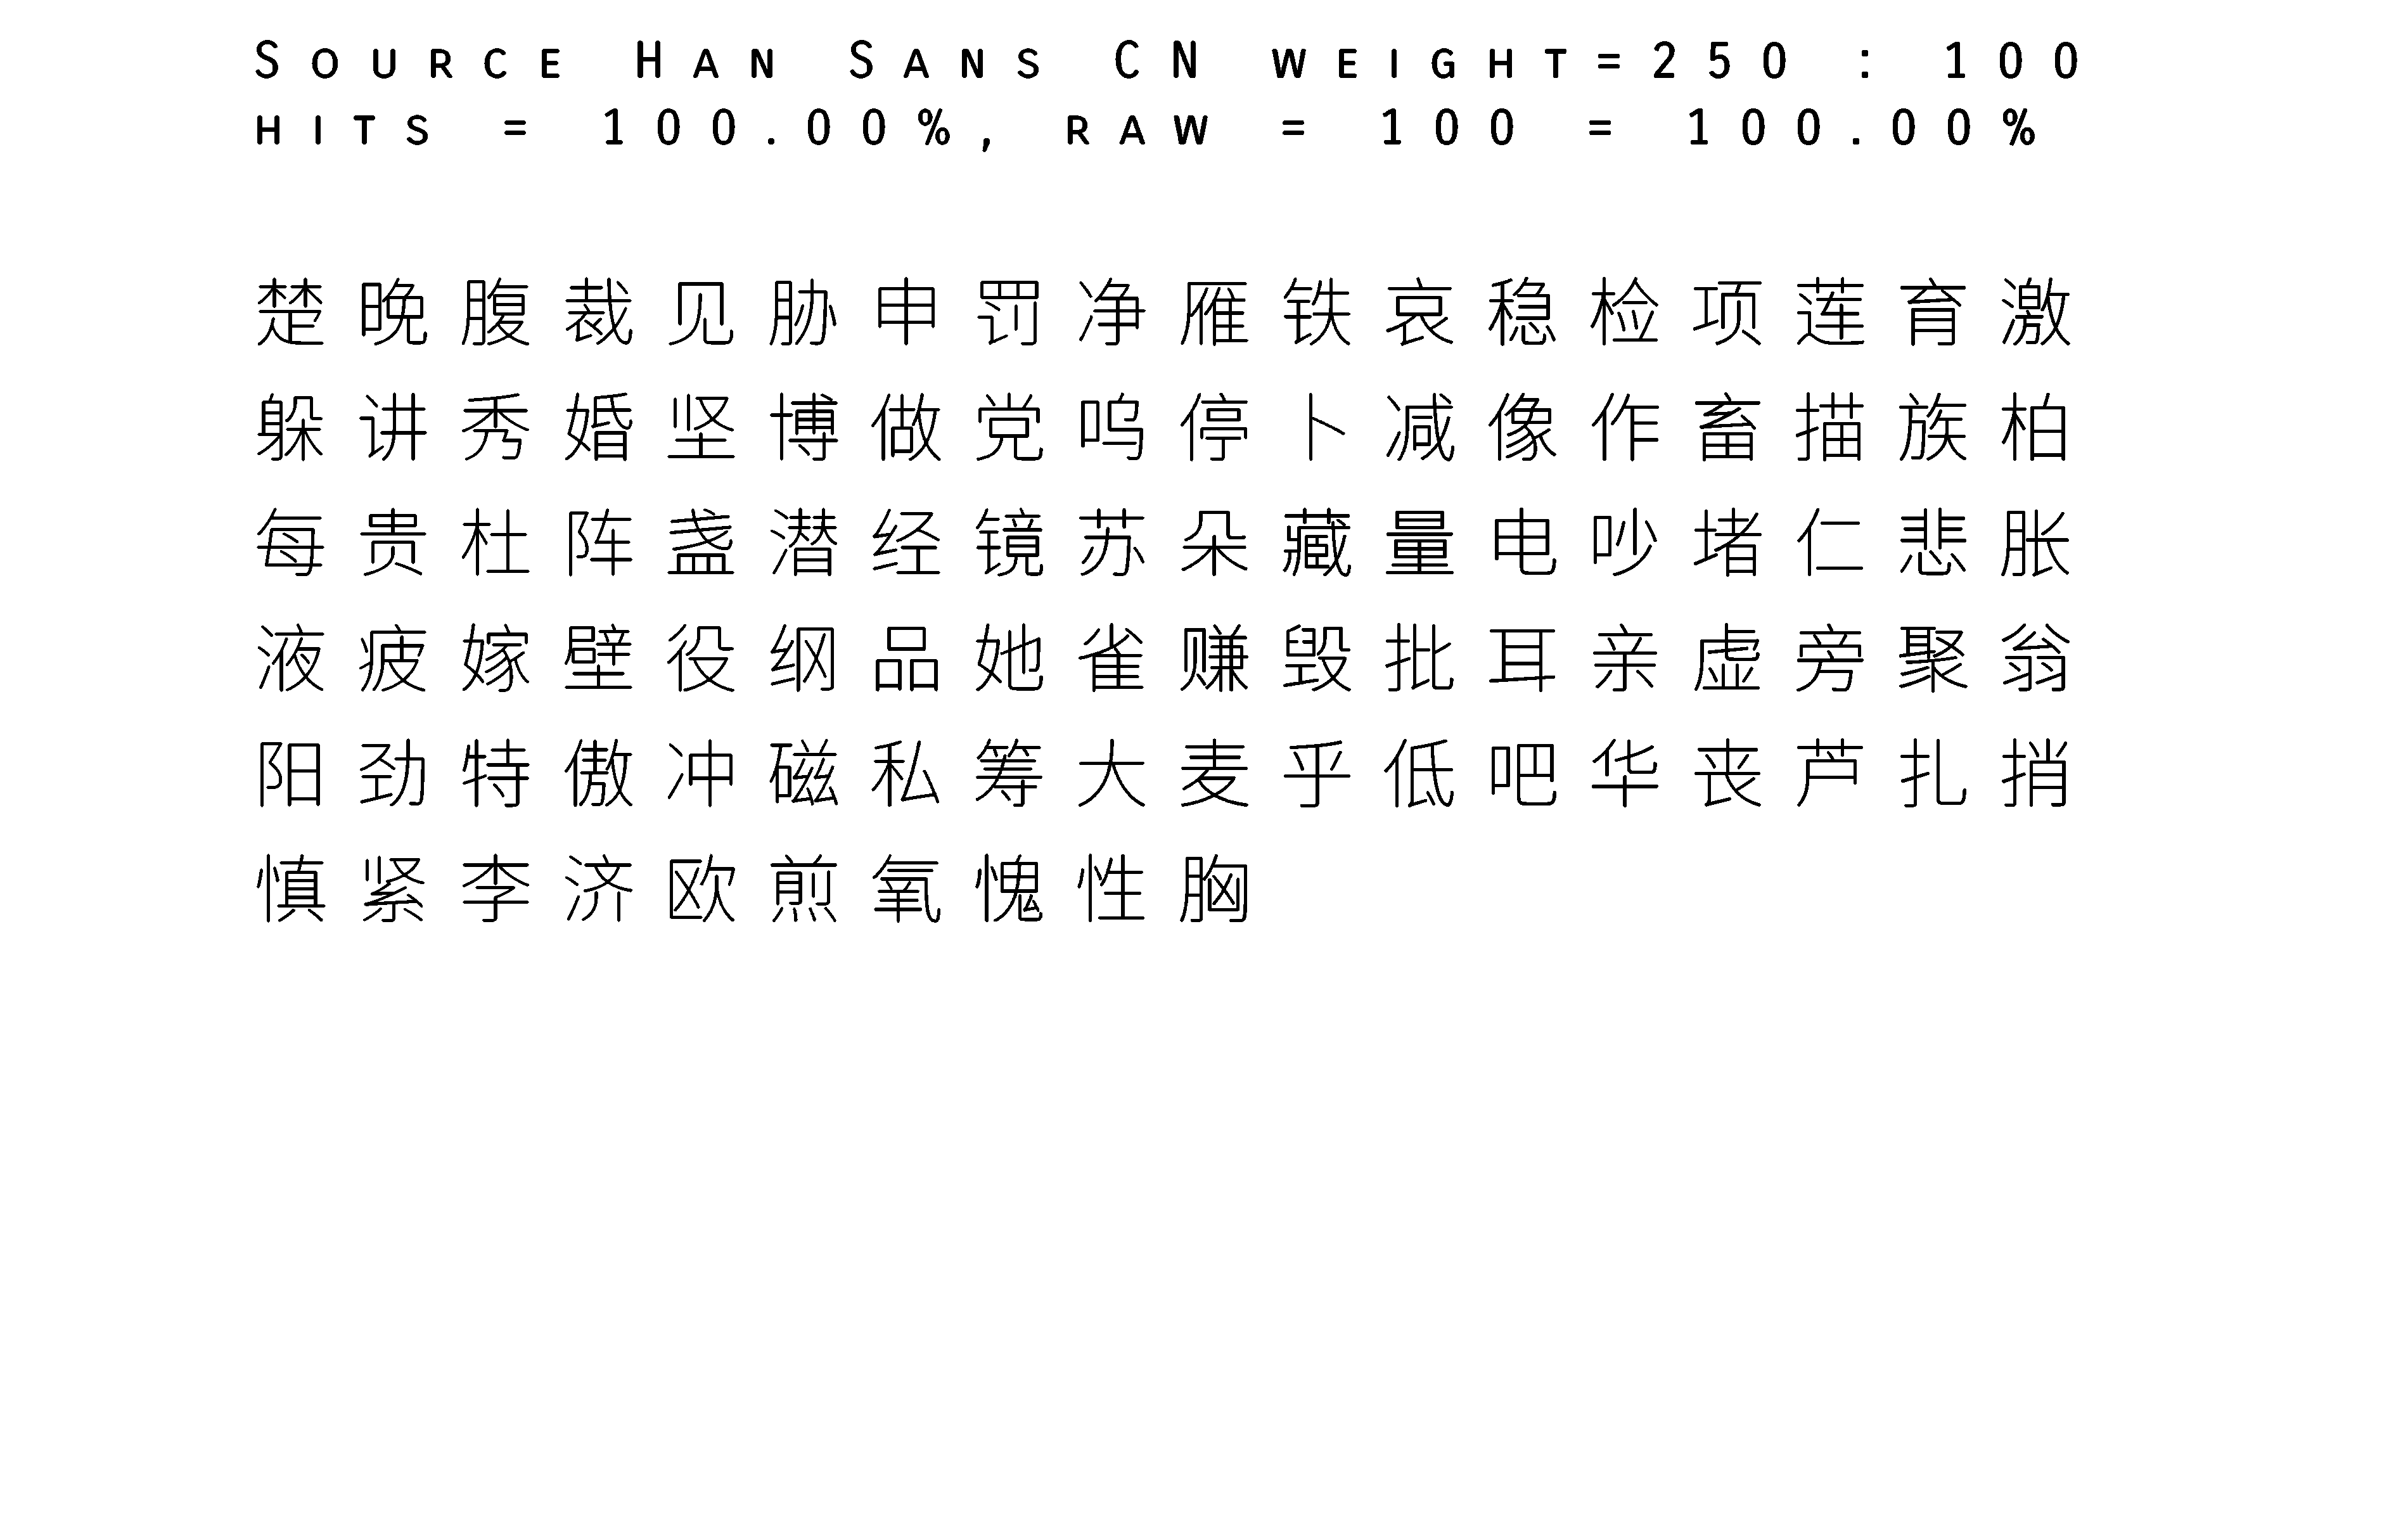 Source Han Sans CN weight=250 : 100
hits = 100.00%, raw = 100 = 100.00%
楚晚腹裁见胁申罚净雁铁哀稳检项莲育激
躲讲秀婚坚博做党呜停卜减像作畜描族柏
每贵杜阵盏潜经镜苏朵藏量电吵堵仁悲胀
液疲嫁壁役纲品她雀赚毁批耳亲虚旁聚翁
阳劲特傲冲磁私筹大麦乎低吧华丧芦扎捎
慎紧李济欧煎氧愧性胸